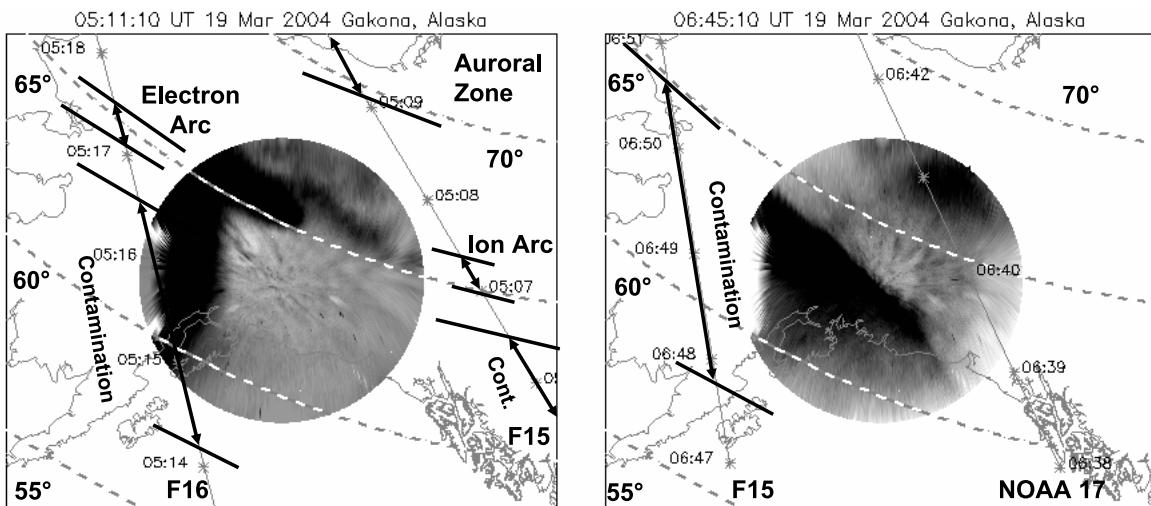 05:11:10 UT 19 Mar 2004 Gakona, Alaska
05:18
65°
Electron
Arc
Auroral
Zone
05:09
05:17
70°
05:08
05:16
Ion Arc
60°
05:07
Contamination
05:15
Cont.
F15
05:14
55°
F16
06:45:10 UT 19 Mar 2004 Gakona, Alaska
06:51
65°
06:42
70°
06:50
Contamination
06:49
06:40
60°
06:48
06:39
06:47
06:38
55°
F15
NOAA 17